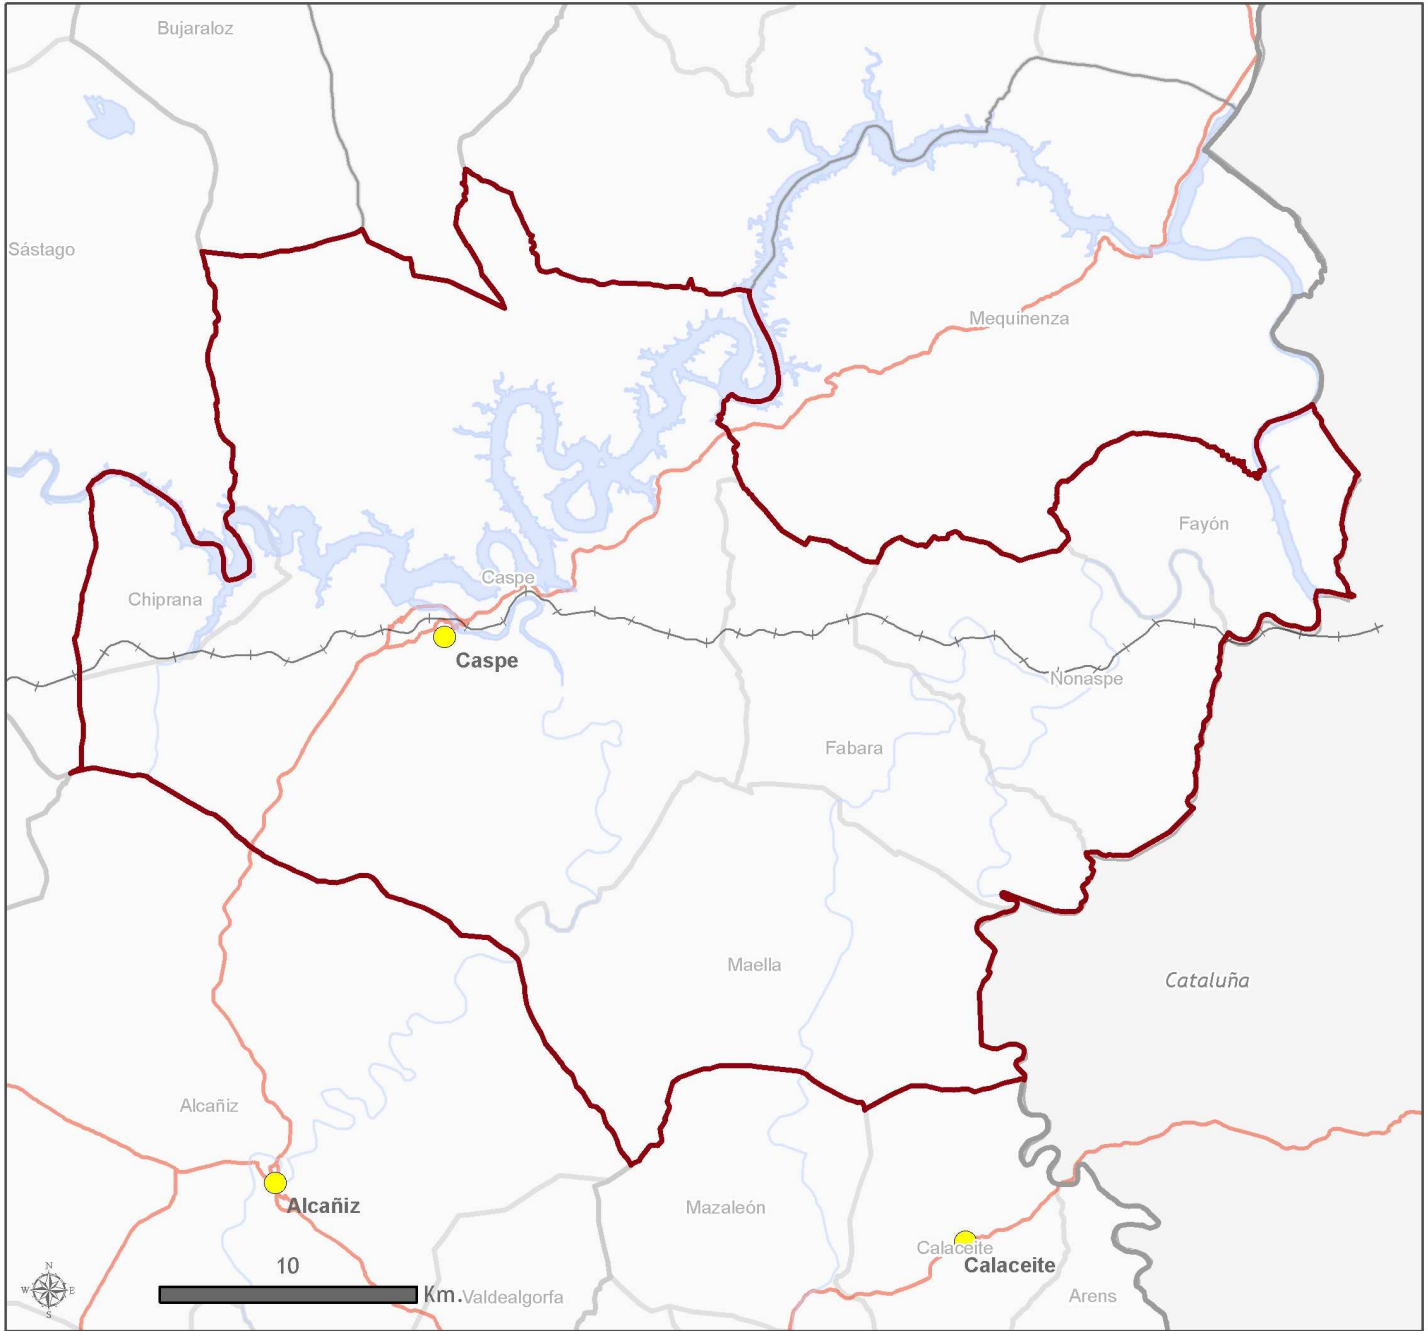 Bujaraloz
Sástago
Mequinenza
Fayón
Caspe
Chiprana
Caspe
Nonaspe
Fabara
Maella
Cataluña
Alcañiz
Alcañiz
Mazaleón
Calaceite
Calaceite
10
Km.
Valdealgorfa
Arens
N
W
E
S